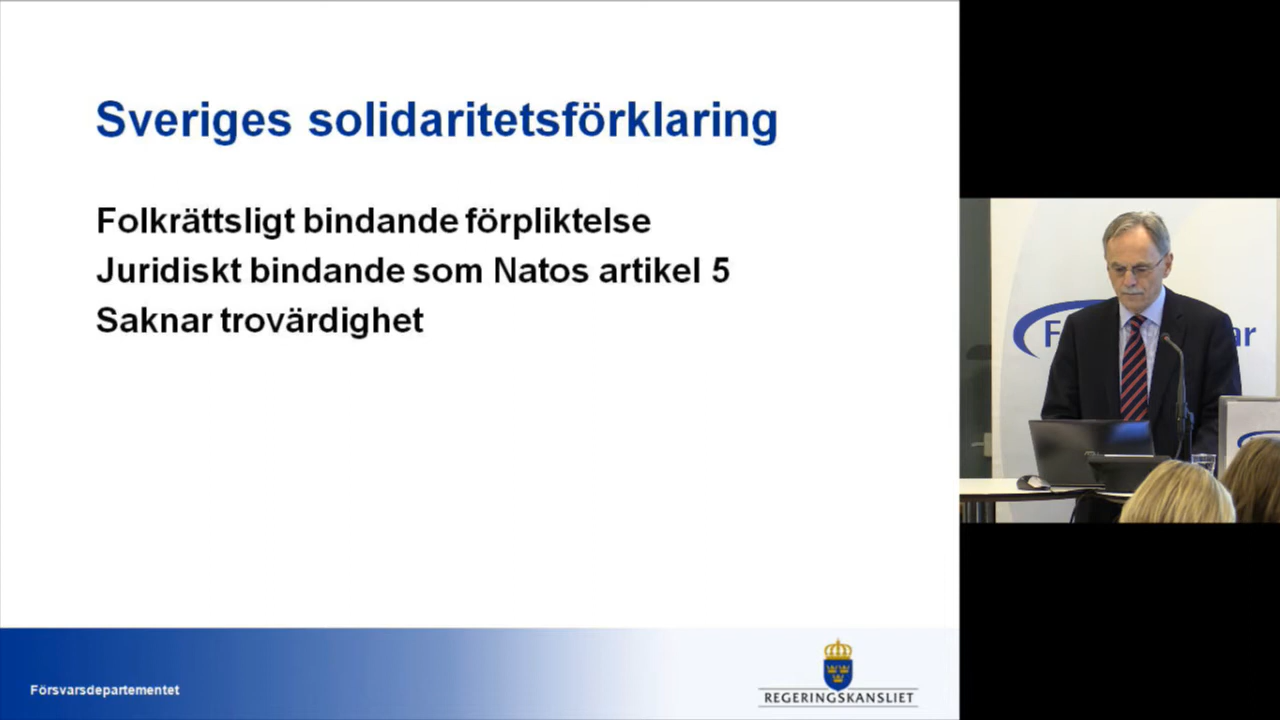 Sveriges solidaritetsförklaring
Folkrättsligt bindande förpliktelse
Juridiskt bindande som Natos artikel 5
Saknar trovärdighet
Försvarsdepartementet
REGERINGSKANSLIET